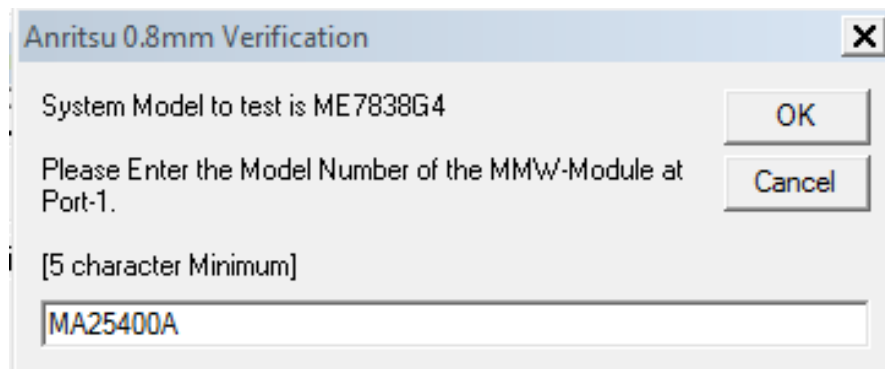 Anritsu 0.8mm Verification
System Model to test is ME7838G4
OK
Please Enter the Model Number of the MMW-Module at
Port-1.
Cancel
[5 character Minimum]
MA25400A